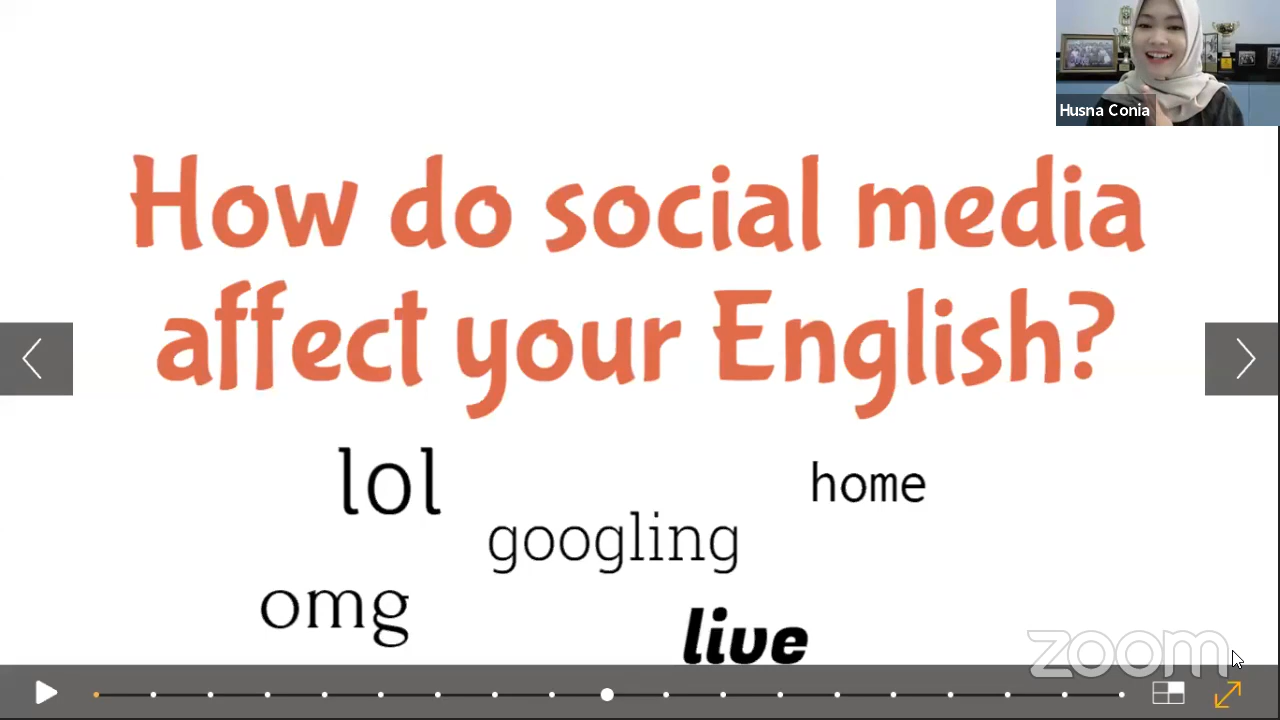 Husna Conia
How do social media
affect your English?
lol
home
googling
omg
live
zoom